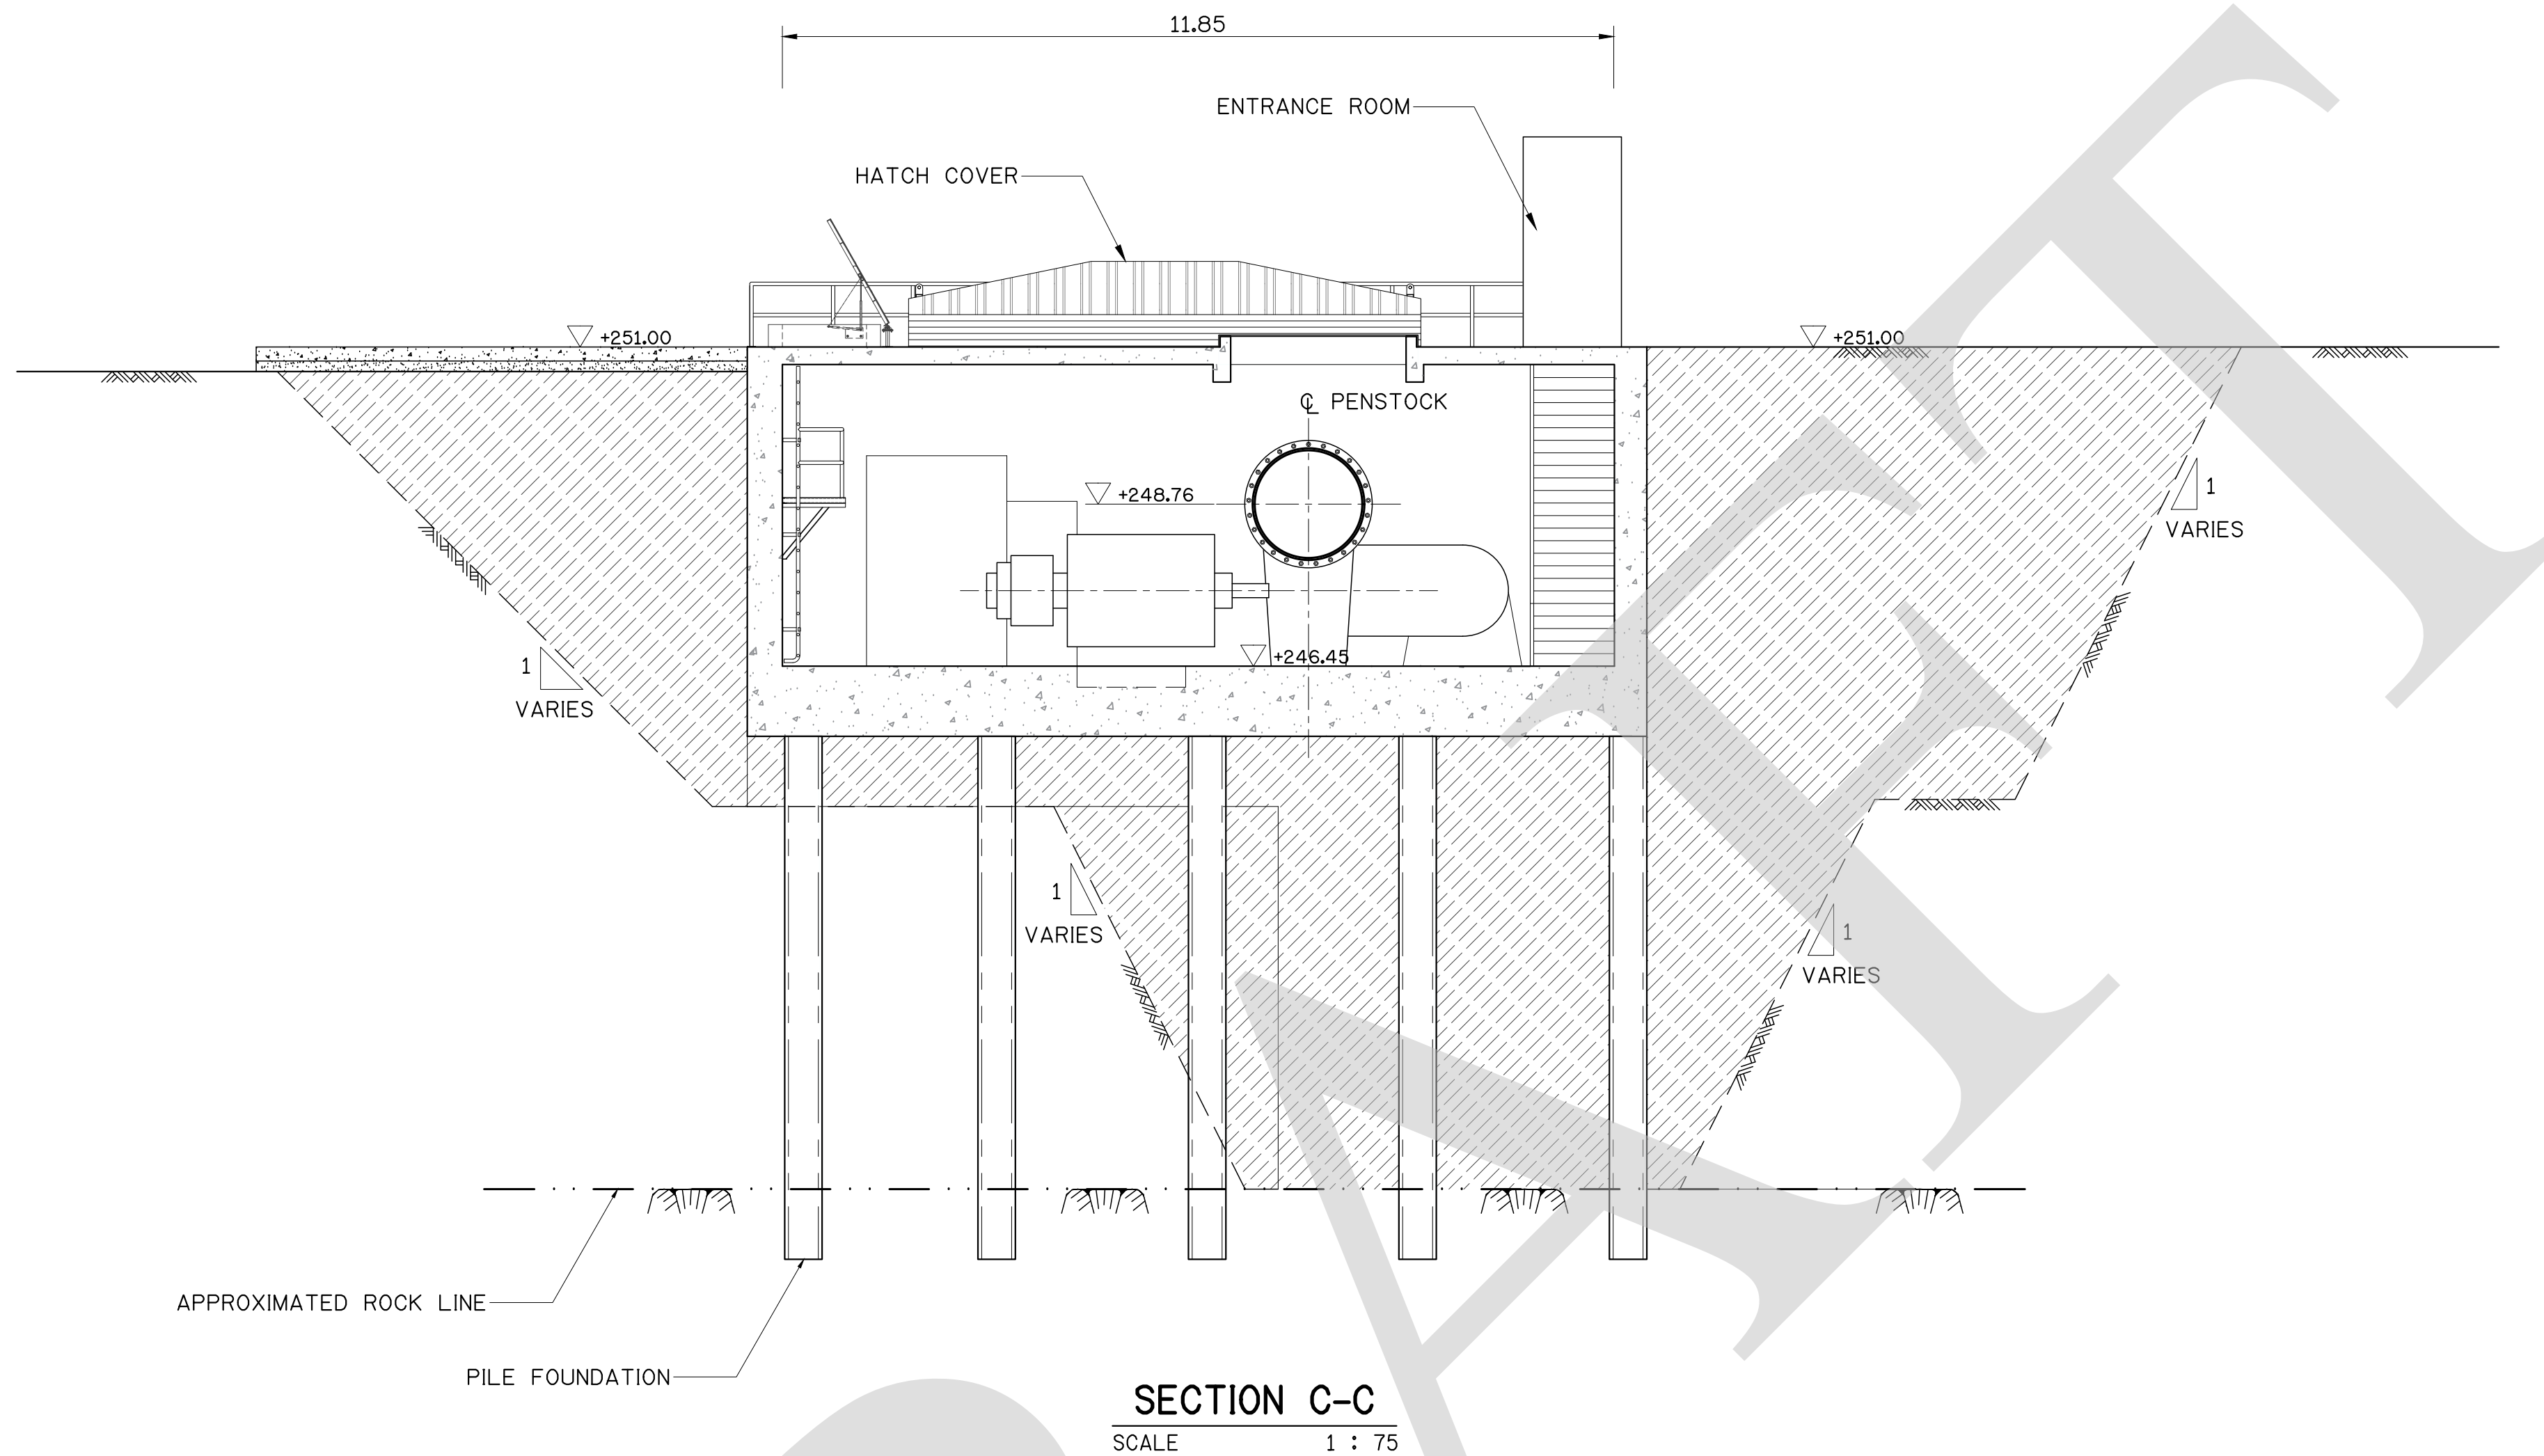 11.85
ENTRANCE ROOM
HATCH COVER
+251.00
+251.00
℄ PENSTOCK
+248.76
1
VARIES
+246.45
1
VARIES
1
VARIES
1
VARIES
APPROXIMATED ROCK LINE
PILE FOUNDATION
SECTION C-C
SCALE 1 : 75
AFT